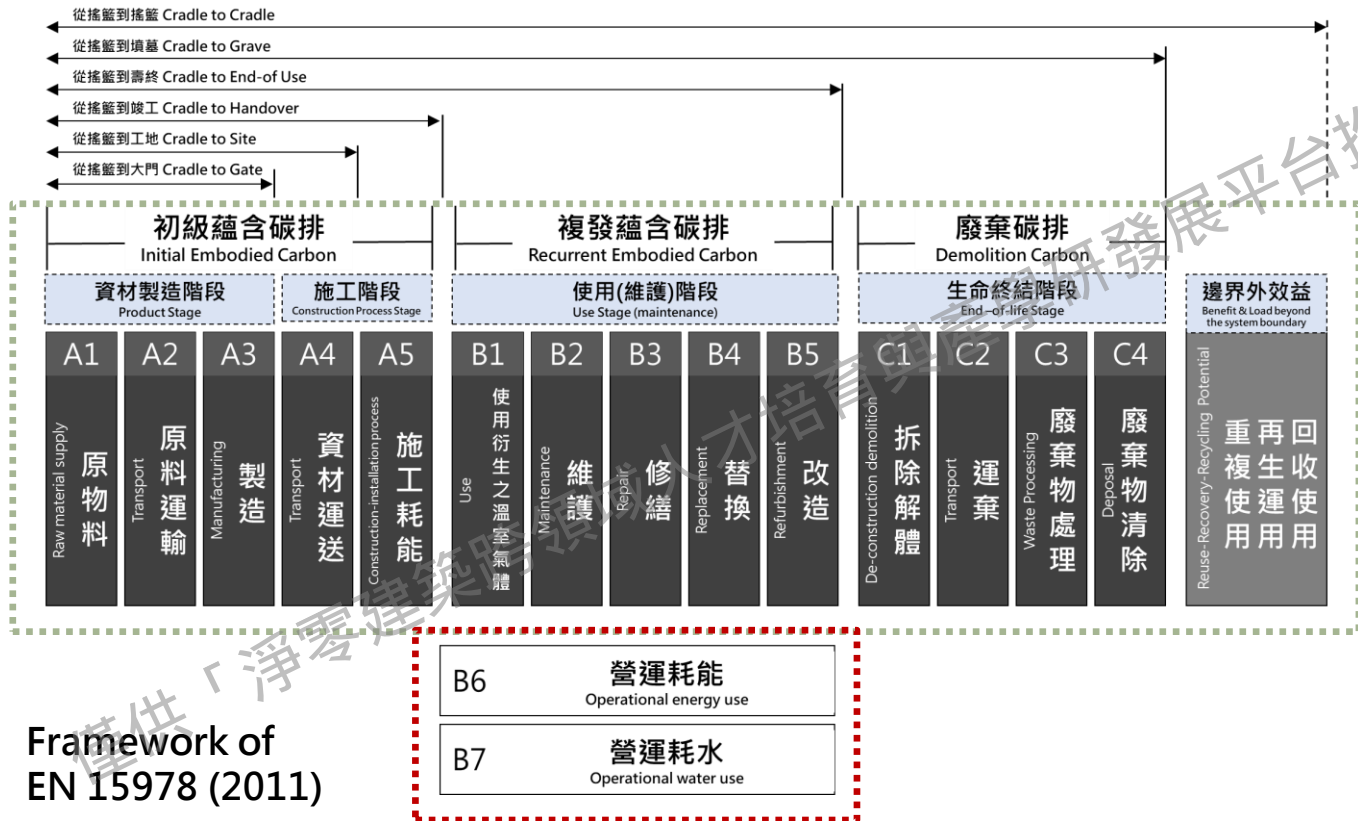 從搖籃到搖籃 Cradle to Cradle
從搖籃到墳墓 Cradle to Grave
從搖籃到壽終 Cradle to End-of Use
從搖籃到竣工 Cradle to Handover
從搖籃到工地 Cradle to Site
從搖籃到大門 Cradle to Gate
初級蘊含碳排
Initial Embodied Carbon
複發蘊含碳排
Recurrent Embodied Carbon
廢棄碳排
Demolition Carbon
資材製造階段
Product Stage
施工階段
Construction Process Stage
使用(維護)階段
Use Stage (maintenance)
生命終結階段
End –of-life Stage
邊界外效益
Benefit & Load beyond
the system boundary
A1
Raw material supply
原物料
A2
Transport
原料運輸
A3
Manufacturing
製造
A4
Transport
資材運送
A5
Construction-installation process
施工耗能
B1
Use
使用衍生之溫室氣體
B2
Maintenance
維護
B3
Repair
修繕
B4
Replacement
替換
B5
Refurbishment
改造
C1
De-construction demolition
拆除解體
C2
Transport
運棄
C3
Waste Processing
廢棄物處理
C4
Deposal
廢棄物清除
Reuse-Recovery-Recycling Potential
重複使用
再生運用
回收使用
B6
營運耗能
Operational energy use
B7
營運耗水
Operational water use
Framework of
EN 15978 (2011)
僅供「淨零建築跨領域人才培育與產學研發展平台推